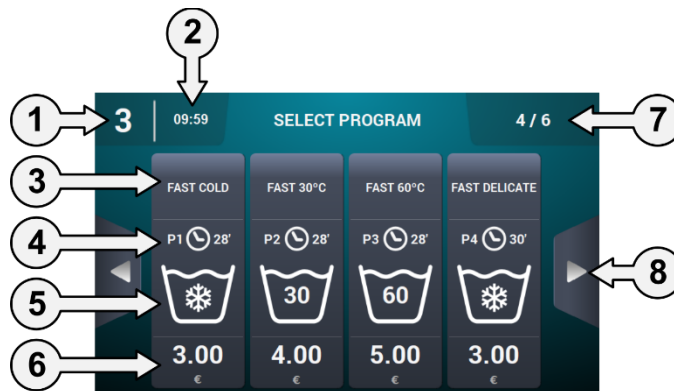 2
1 3 09:59 SELECT PROGRAM 4 / 6 7
3 FAST COLD FAST 30°C FAST 60°C FAST DELICATE
4 P1 28' P2 28' P3 28' P4 30'
5 30 60 8
6 3.00 4.00 5.00 3.00
€ € € €